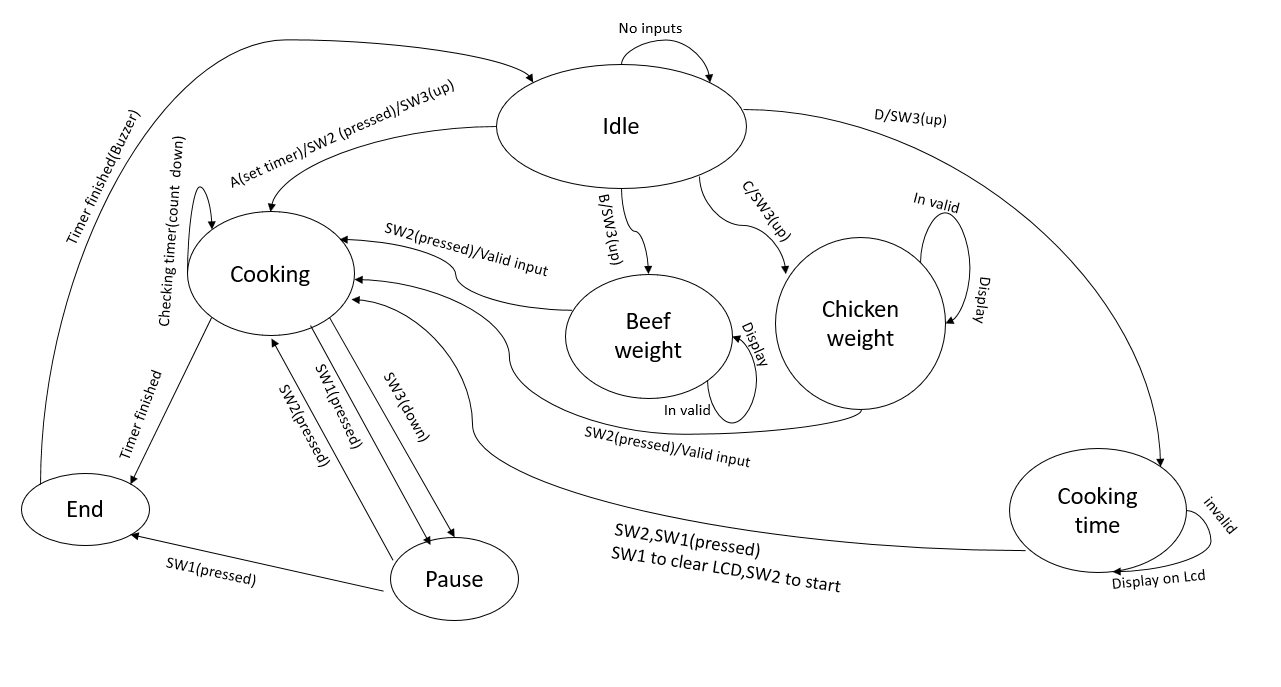 No inputs
Idle
D/SW3(up)
A(set timer)/SW2 (pressed)/SW3(up)
Timer finished(Buzzer)
Checking timer(count  down)
B/SW3(up)
C/SW3(up)
In valid
Display
SW2(pressed)/Valid input
Cooking
Beef
weight
Display
In valid
Chicken
weight
SW2(pressed)/Valid input
Timer finished
SW2(pressed)
SW1(pressed)
SW3(down)
End
SW1(pressed)
Pause
SW2,SW1(pressed)
SW1 to clear LCD,SW2 to start
Cooking
time
invalid
Display on Lcd